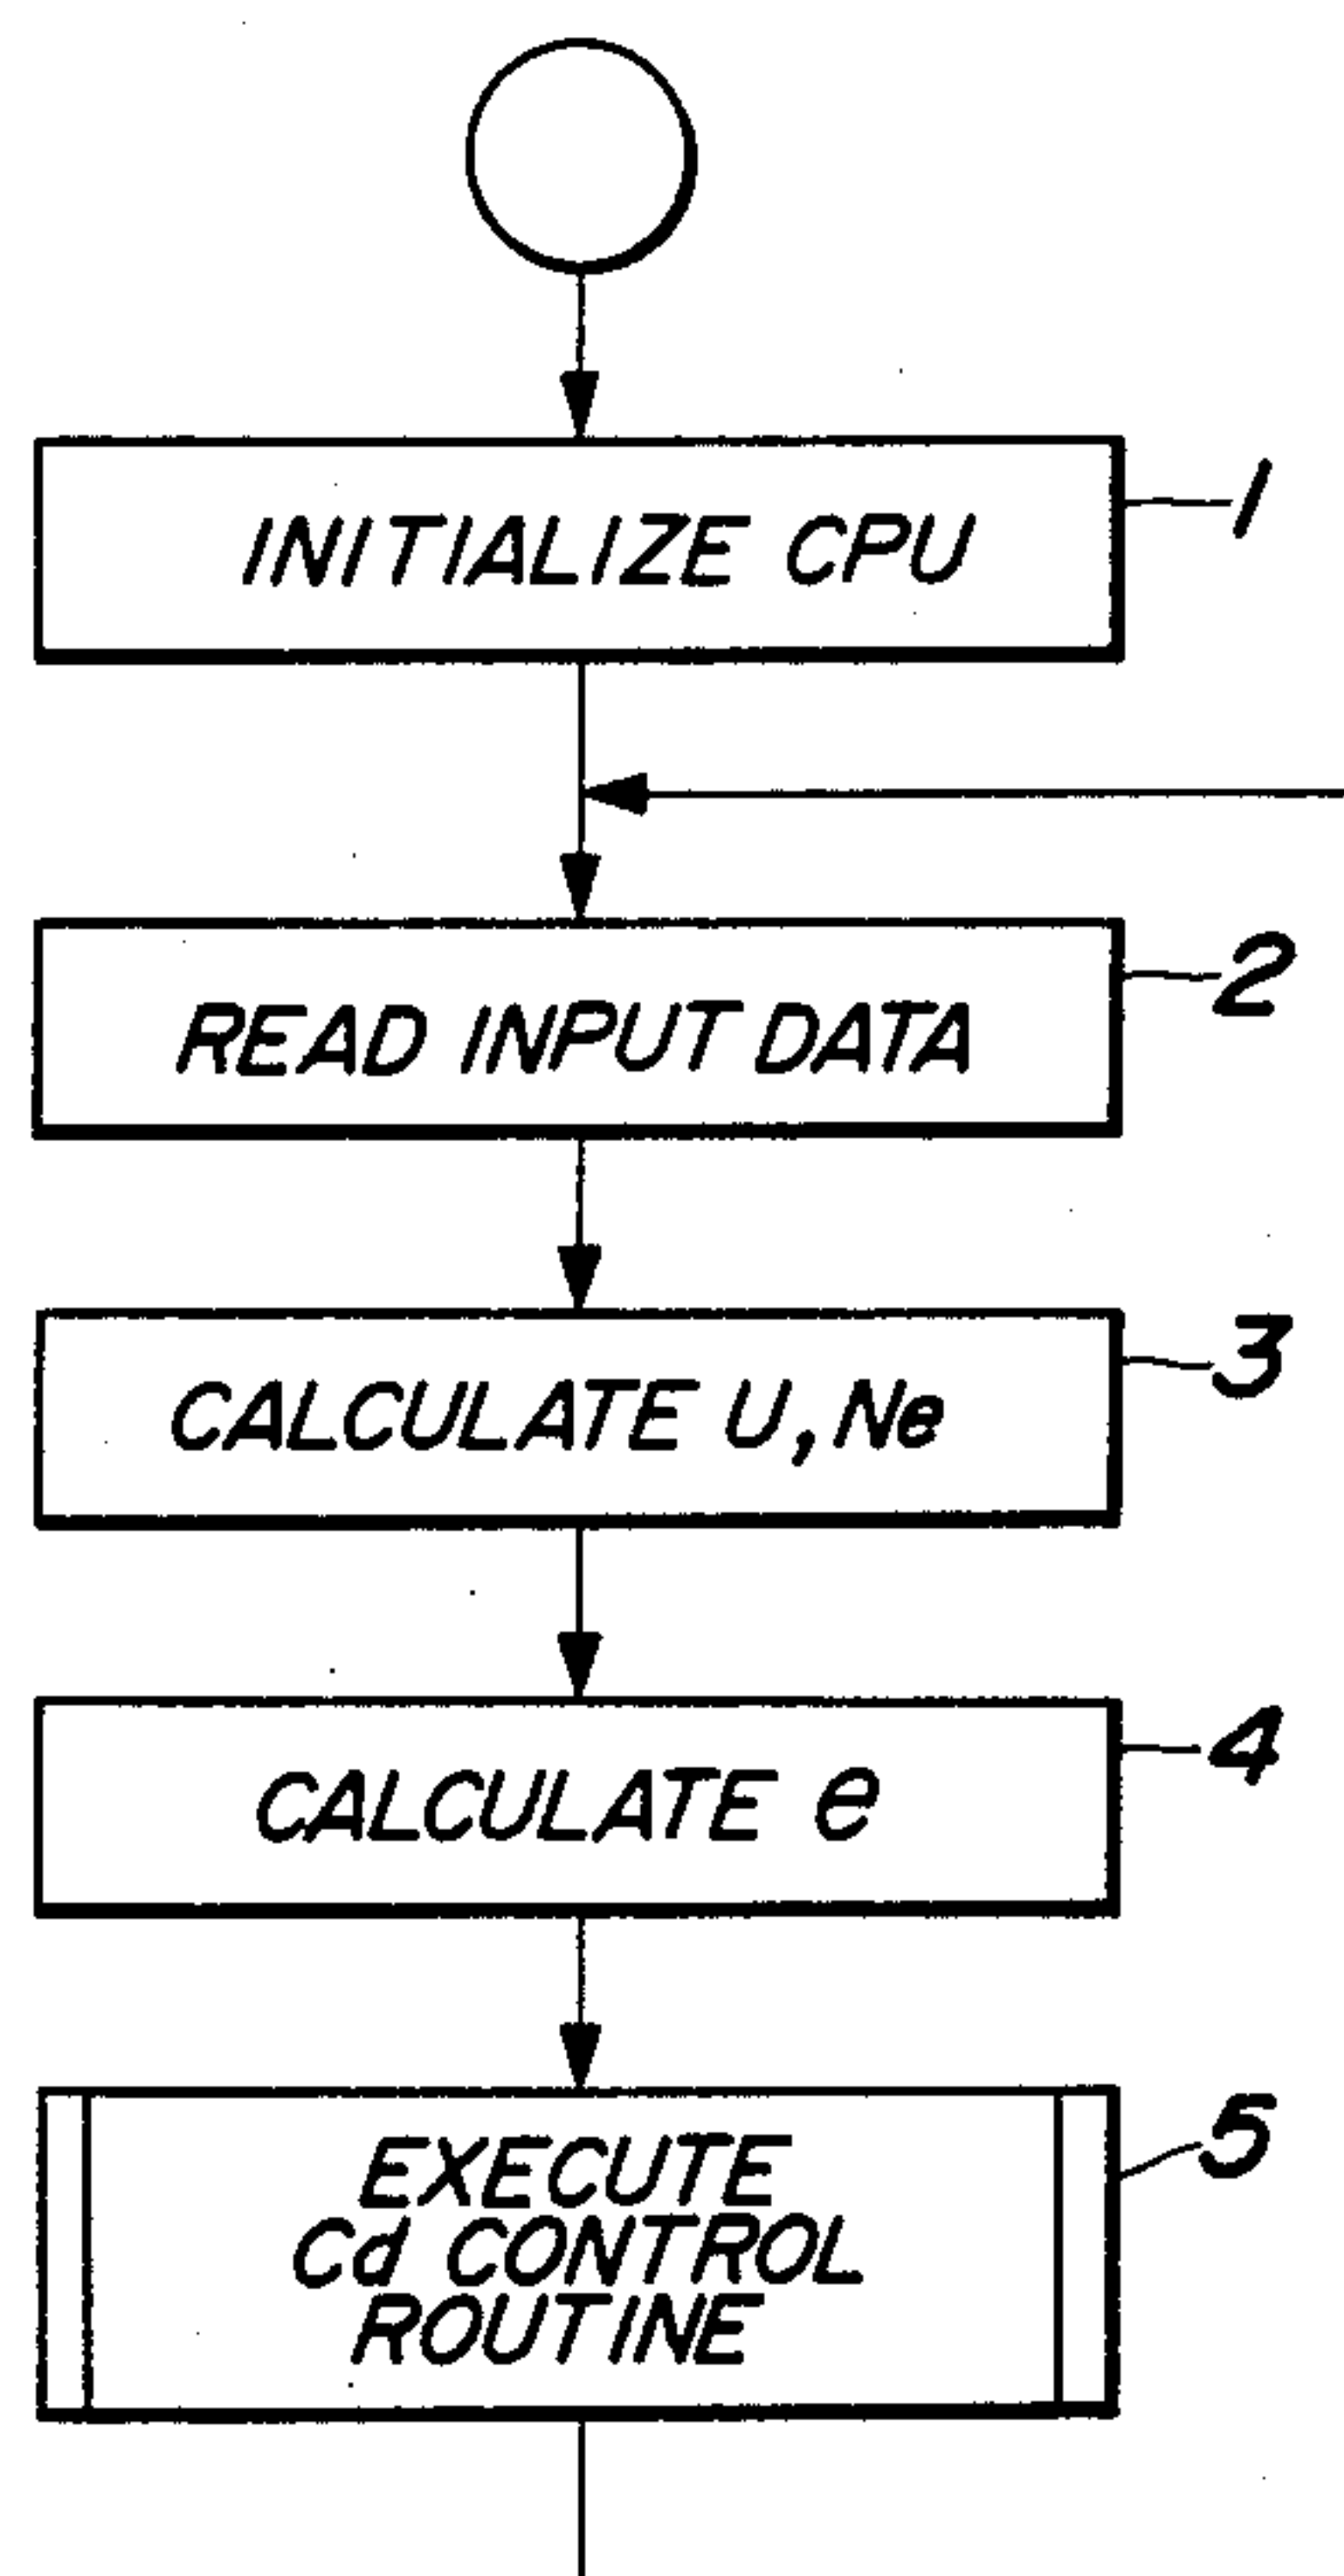 INITIALIZE CPU
1
READ INPUT DATA
2
CALCULATE U, Ne
3
CALCULATE e
4
EXECUTE
Cd CONTROL
ROUTINE
5